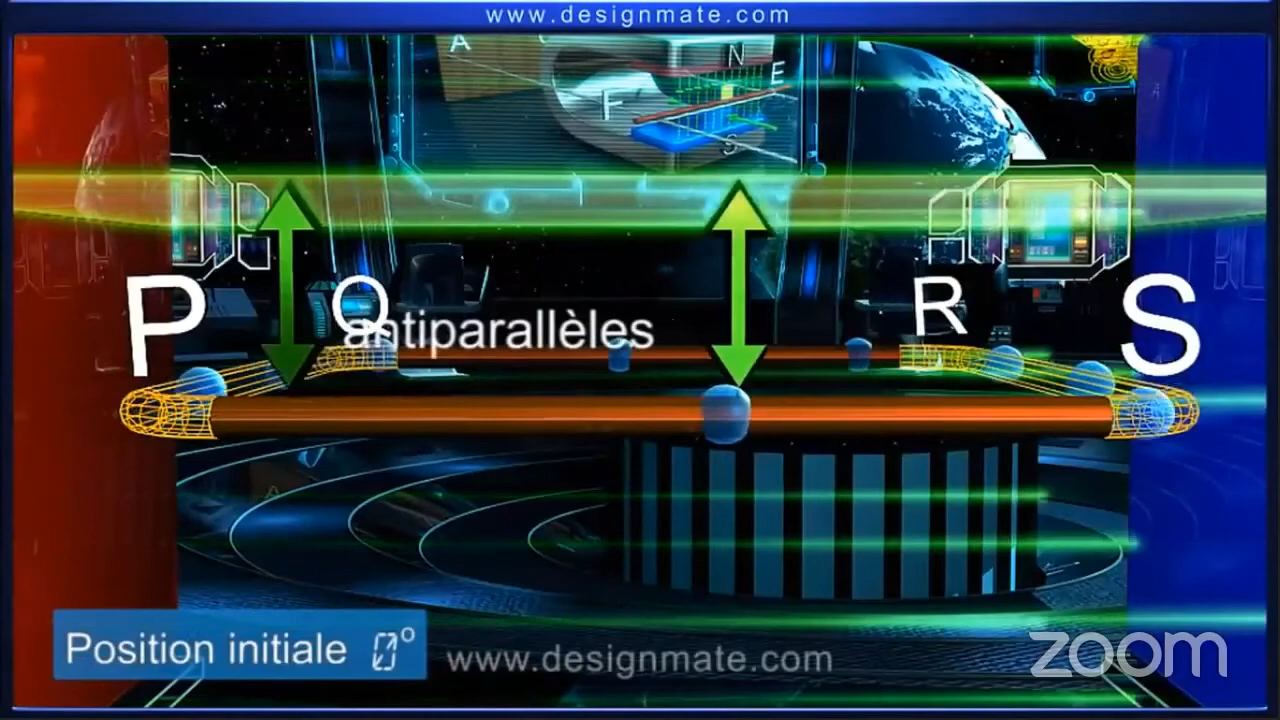 www.designmate.com
A
N
E
F
S
P
Q
R
S
antiparallèles
Position initiale
www.designmate.com
zoom